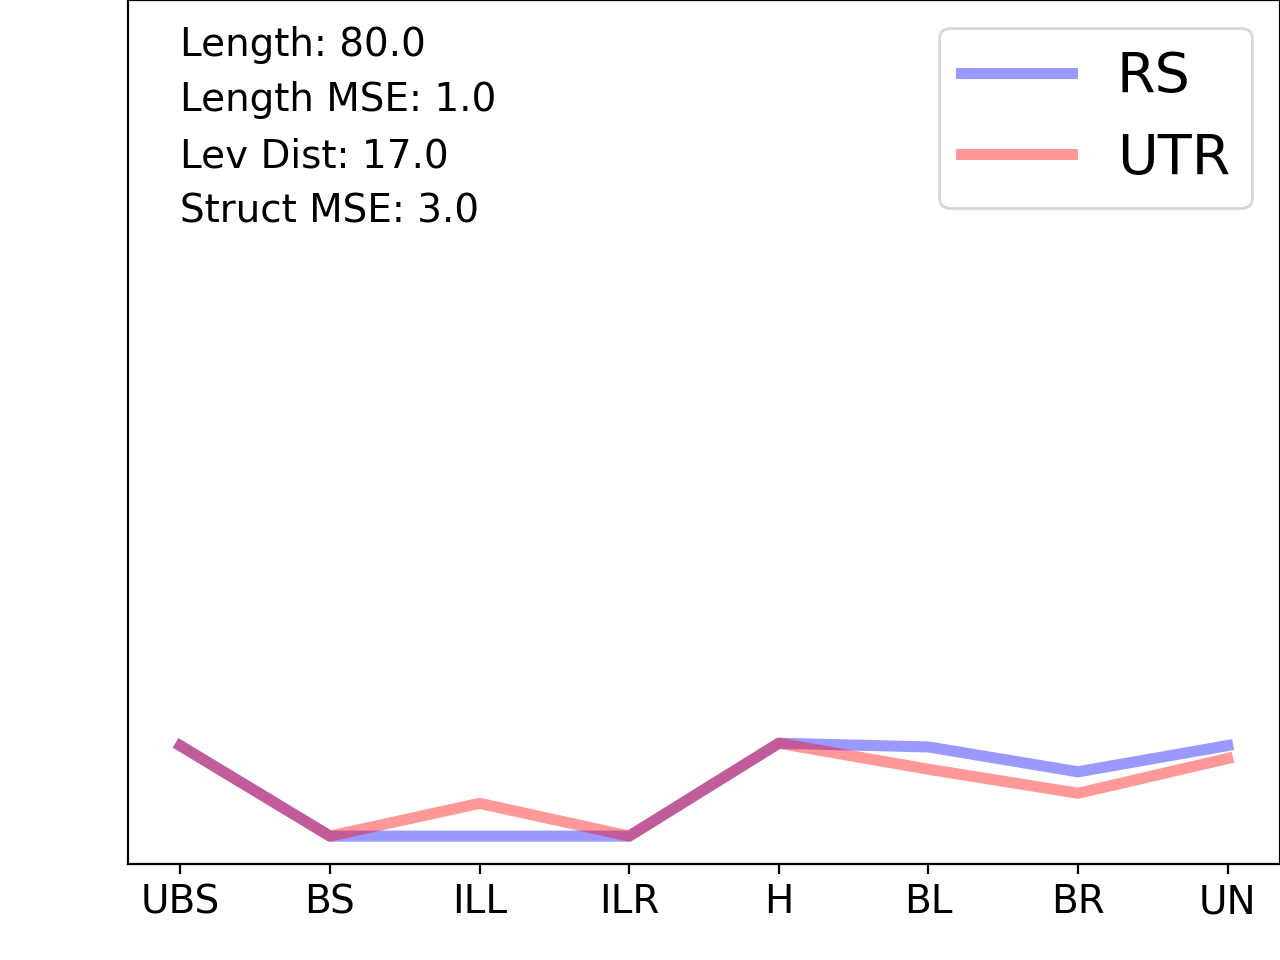 Length: 80.0
Length MSE: 1.0
Lev Dist: 17.0
Struct MSE: 3.0
RS
UTR
UBS BS ILL ILR H BL BR UN